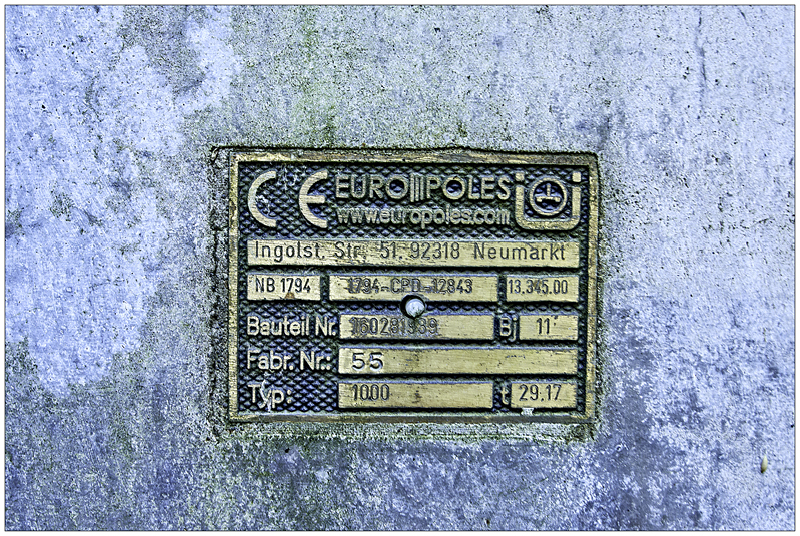 CE EUROPOLES
www.europoles.com
Ingolst. Str. 51, 92318 Neumarkt
NB 1794 1794-CPD-12843 13.345.00
Bauteil Nr. 160281939 Bj 11
Fabr. Nr.: 55
Typ: 1000 t 29.17